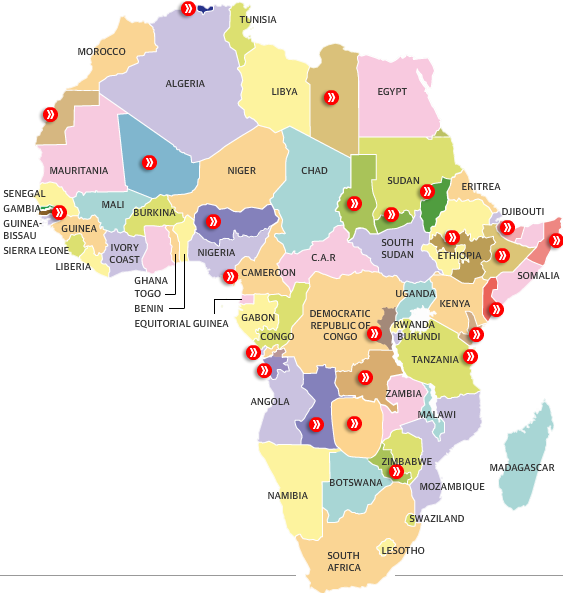 TUNISIA
MOROCCO
ALGERIA
LIBYA
EGYPT
MAURITANIA
NIGER
CHAD
SUDAN
ERITREA
SENEGAL
GAMBIA
GUINEA-
BISSAU
SIERRA LEONE
MALI
BURKINA
GUINEA
IVORY
COAST
LIBERIA
NIGERIA
DJIBOUTI
ETHIOPIA
SOUTH
SUDAN
C.A.R
SOMALIA
GHANA
TOGO
BENIN
EQUITORIAL GUINEA
CAMEROON
GABON
CONGO
DEMOCRATIC
REPUBLIC OF
CONGO
UGANDA
KENYA
RWANDA
BURUNDI
TANZANIA
ANGOLA
ZAMBIA
MALAWI
ZIMBABWE
BOTSWANA
MOZAMBIQUE
MADAGASCAR
NAMIBIA
SWAZILAND
LESOTHO
SOUTH
AFRICA